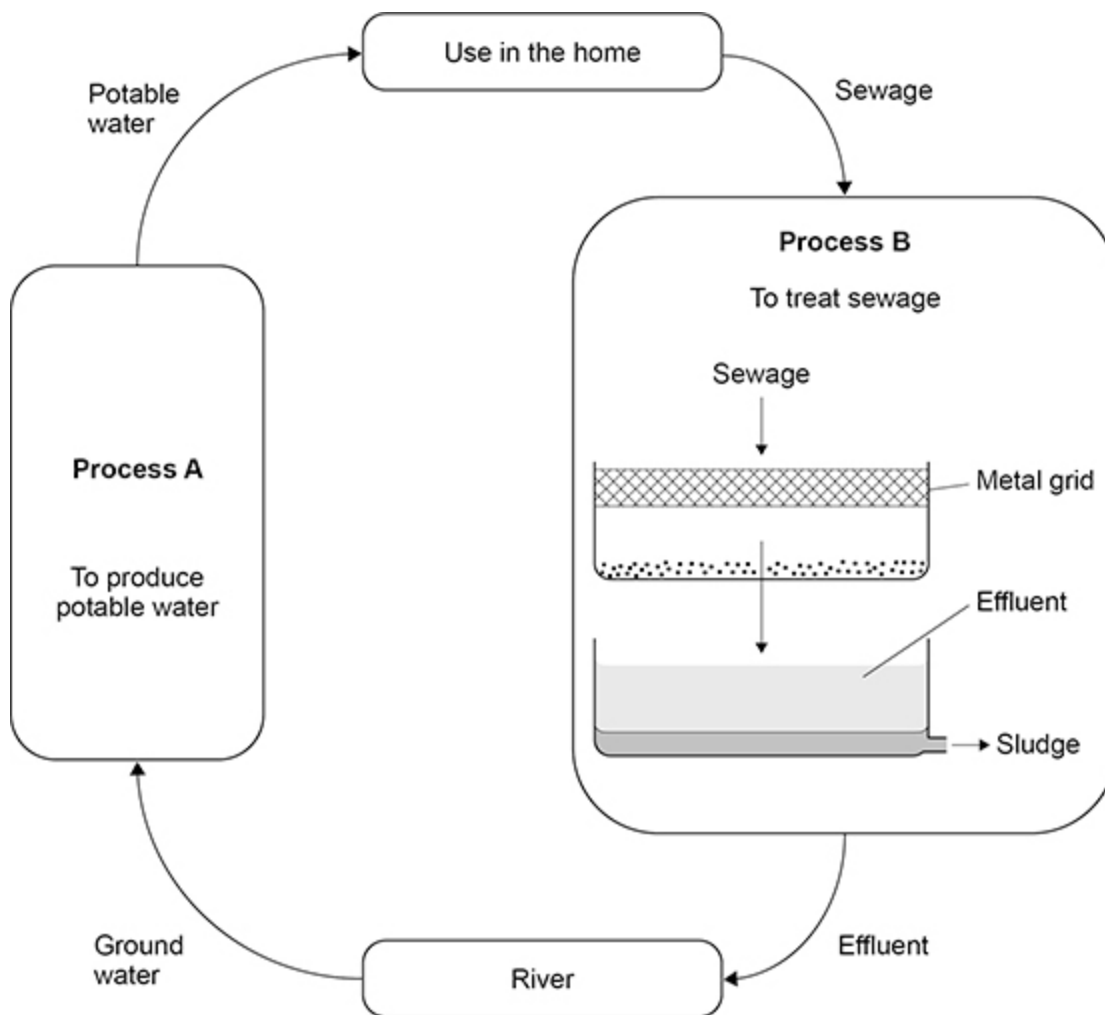 Use in the home
Potable
water
Sewage
Process B
To treat sewage
Sewage
Metal grid
Effluent
Sludge
Process A
To produce
potable water
Ground
water
River
Effluent